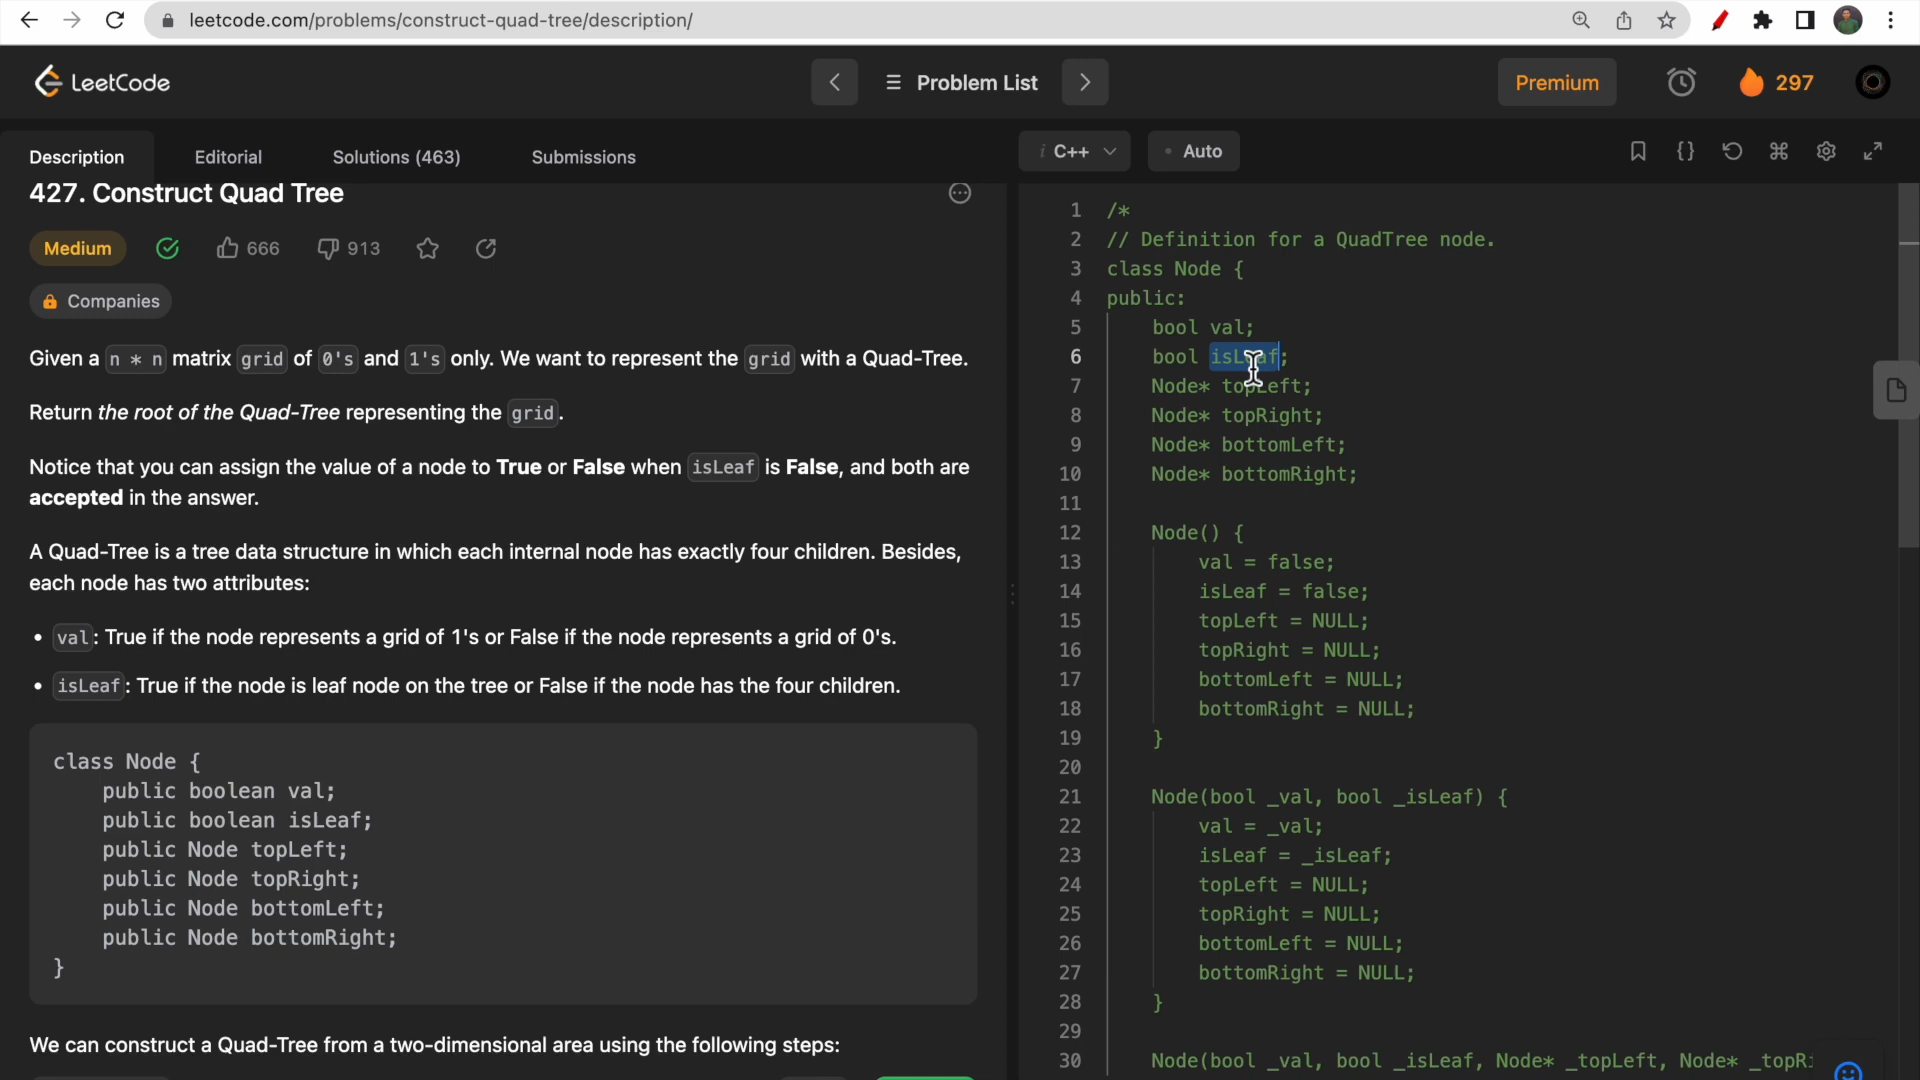 leetcode.com/problems/construct-quad-tree/description/
LeetCode
Problem List
Premium
297
Description
Editorial
Solutions (463)
Submissions
i C++
Auto
427. Construct Quad Tree
Medium
666
913
Companies
Given a n * n matrix grid of 0's and 1's only. We want to represent the grid with a Quad-Tree.
Return the root of the Quad-Tree representing the grid.
Notice that you can assign the value of a node to True or False when isLeaf is False, and both are
accepted in the answer.
A Quad-Tree is a tree data structure in which each internal node has exactly four children. Besides,
each node has two attributes:
• val: True if the node represents a grid of 1's or False if the node represents a grid of 0's.
• isLeaf: True if the node is leaf node on the tree or False if the node has the four children.
class Node {
public boolean val;
public boolean isLeaf;
public Node topLeft;
public Node topRight;
public Node bottomLeft;
public Node bottomRight;
}
We can construct a Quad-Tree from a two-dimensional area using the following steps:
1 /*
2 // Definition for a QuadTree node.
3 class Node {
4 public:
5 bool val;
6 bool isLeaf;
7 Node* topLeft;
8 Node* topRight;
9 Node* bottomLeft;
10 Node* bottomRight;
11
12 Node() {
13 val = false;
14 isLeaf = false;
15 topLeft = NULL;
16 topRight = NULL;
17 bottomLeft = NULL;
18 bottomRight = NULL;
19 }
20
21 Node(bool _val, bool _isLeaf) {
22 val = _val;
23 isLeaf = _isLeaf;
24 topLeft = NULL;
25 topRight = NULL;
26 bottomLeft = NULL;
27 bottomRight = NULL;
28 }
29
30 Node(bool _val, bool _isLeaf, Node* _topLeft, Node* _topRi